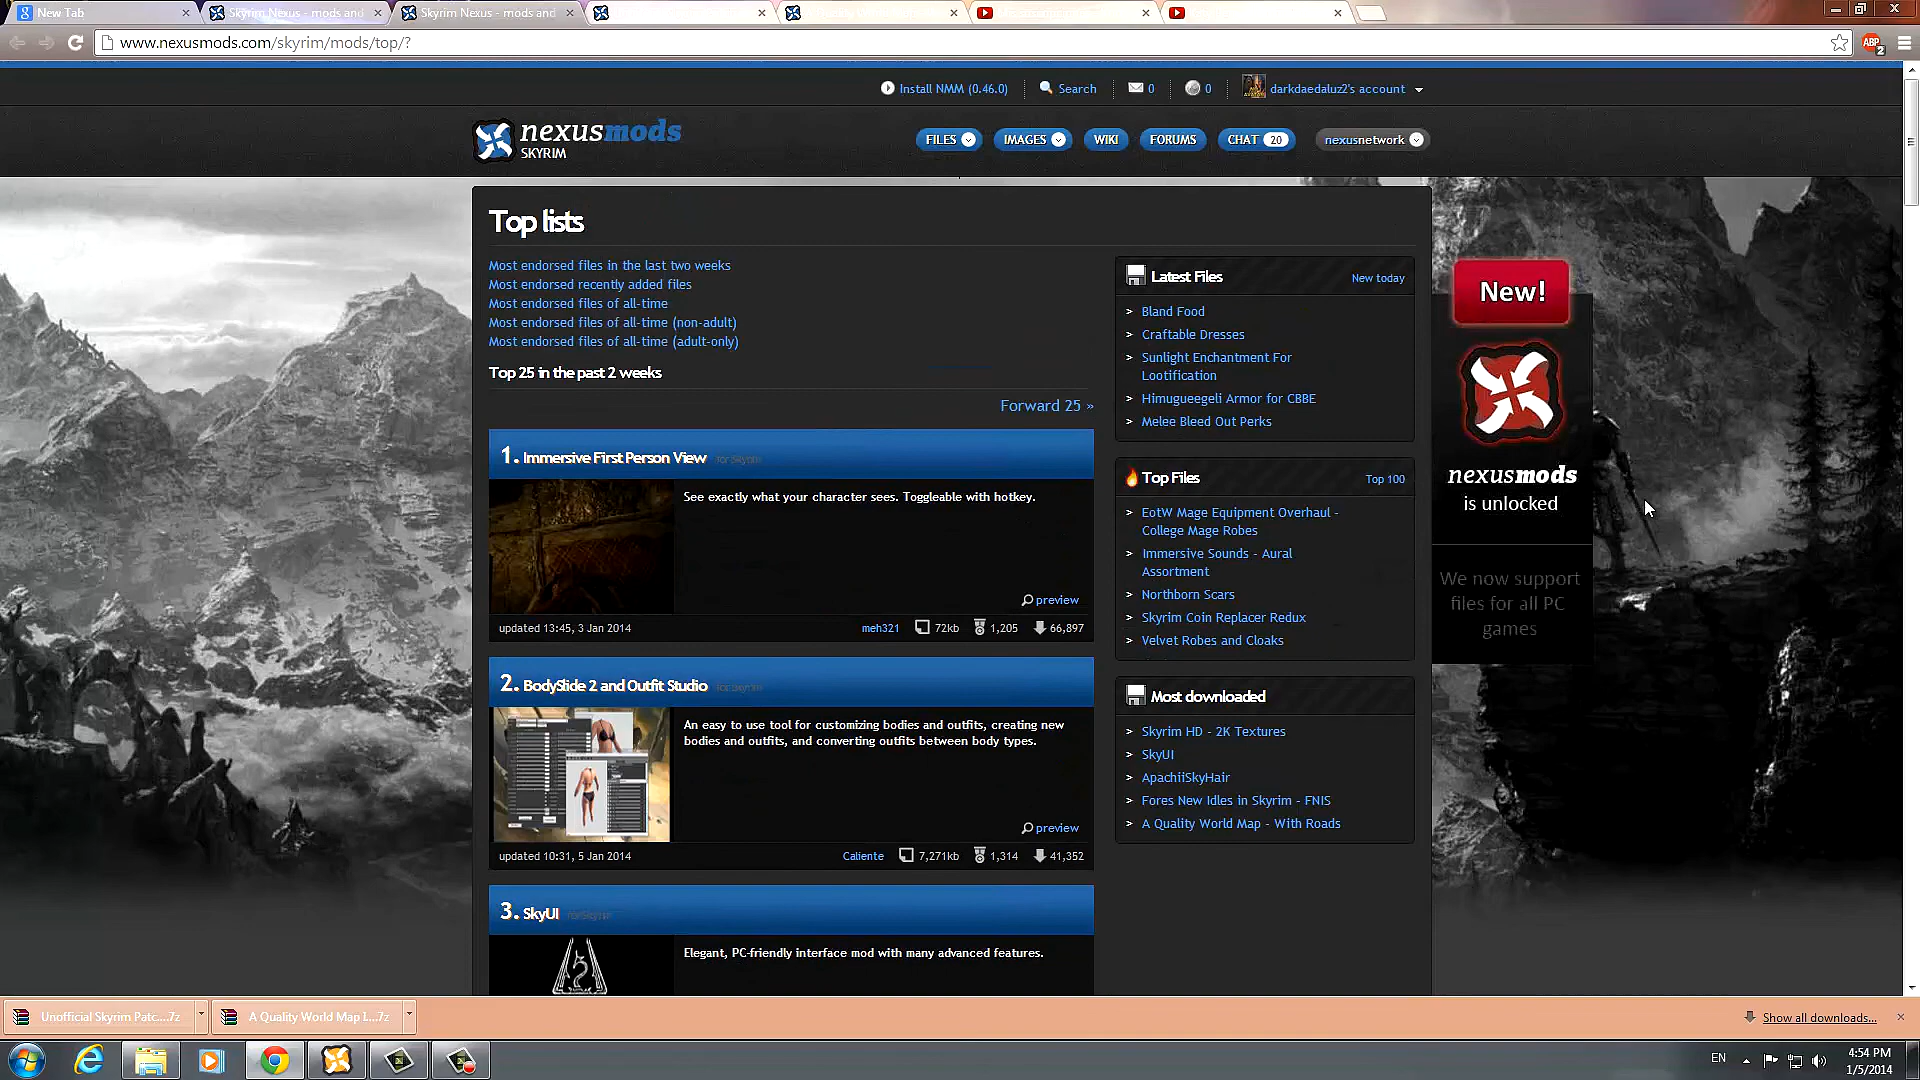 New Tab
Skyrim Nexus - mods and
Skyrim Nexus - mods and
www.nexusmods.com/skyrim/mods/top/?
ABP
2
Install NMM (0.46.0)
Search
0
0
darkdaedaluz2's account
nexusmods
SKYRIM
FILES
IMAGES
WIKI
FORUMS
CHAT 20
nexusnetwork
Top lists
Most endorsed files in the last two weeks
Most endorsed recently added files
Most endorsed files of all-time
Most endorsed files of all-time (non-adult)
Most endorsed files of all-time (adult-only)
Top 25 in the past 2 weeks
Forward 25 »
1. Immersive First Person View for Skyrim
See exactly what your character sees. Toggleable with hotkey.
preview
updated 13:45, 3 Jan 2014
meh321
72kb
1,205
66,897
2. BodySlide 2 and Outfit Studio for Skyrim
An easy to use tool for customizing bodies and outfits, creating new
bodies and outfits, and converting outfits between body types.
preview
updated 10:31, 5 Jan 2014
Caliente
7,271kb
1,314
41,352
3. SkyUI for Skyrim
Elegant, PC-friendly interface mod with many advanced features.
Latest Files
New today
> Bland Food
> Craftable Dresses
> Sunlight Enchantment For
Lootification
> Himugueegeli Armor for CBBE
> Melee Bleed Out Perks
Top Files
Top 100
> EotW Mage Equipment Overhaul -
College Mage Robes
> Immersive Sounds - Aural
Assortment
> Northborn Scars
> Skyrim Coin Replacer Redux
> Velvet Robes and Cloaks
Most downloaded
> Skyrim HD - 2K Textures
> SkyUI
> ApachiiSkyHair
> Fores New Idles in Skyrim - FNIS
> A Quality World Map - With Roads
New!
nexusmods
is unlocked
We now support
files for all PC
games
Unofficial Skyrim Patc....7z
A Quality World Map L...7z
Show all downloads...
EN
4:54 PM
1/5/2014